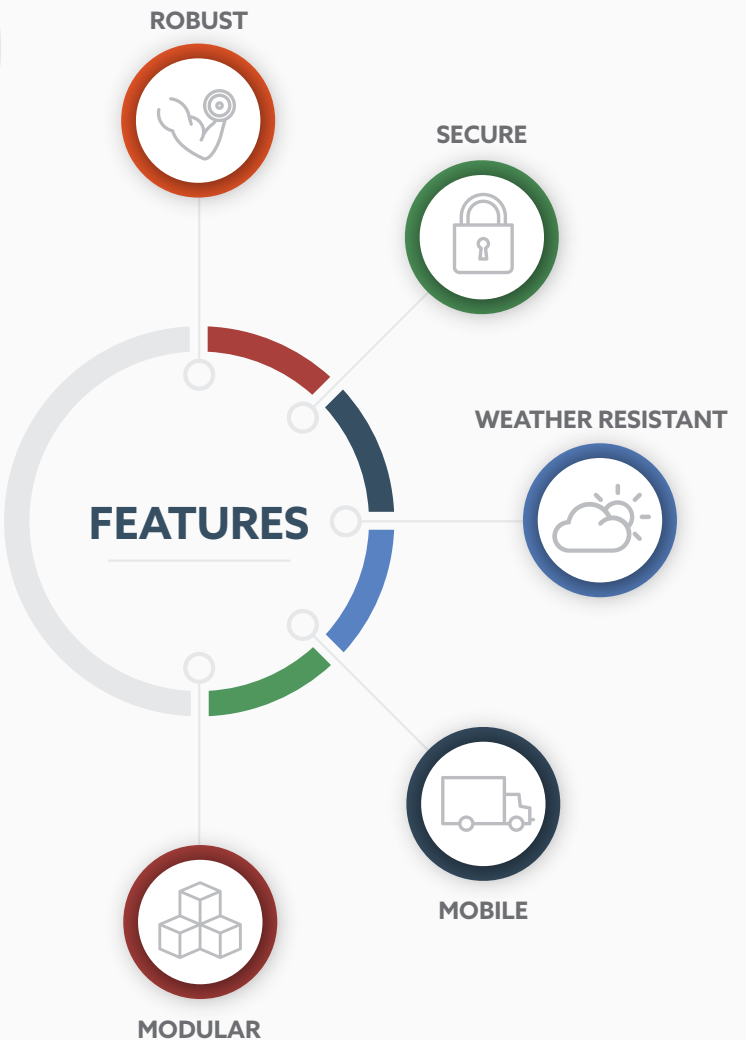 ROBUST
SECURE
WEATHER RESISTANT
FEATURES
MOBILE
MODULAR